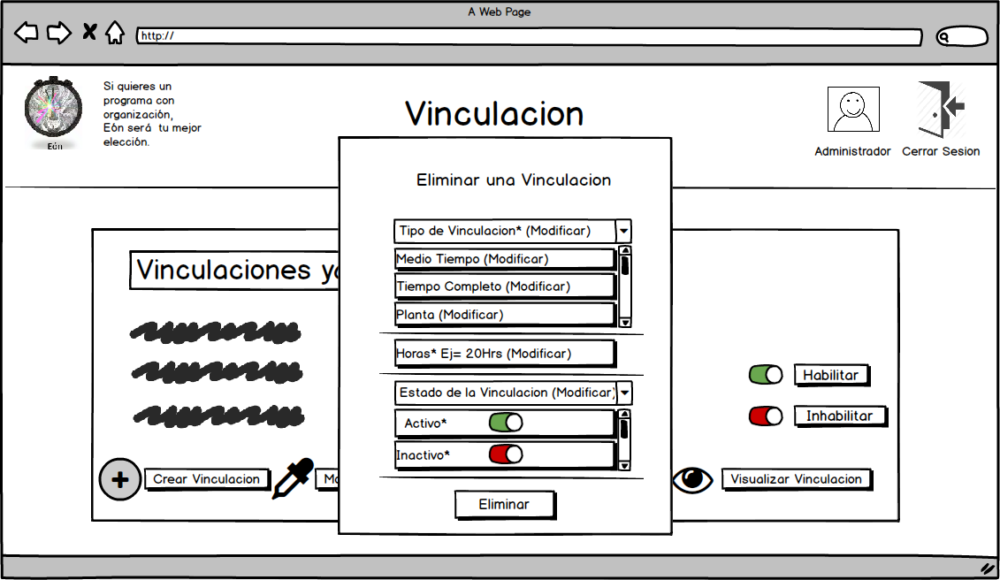 A Web Page
http://
Si quieres un
programa con
organización,
Eón será tu mejor
elección.
Eón
Vinculacion
Administrador
Cerrar Sesion
Eliminar una Vinculacion
Tipo de Vinculacion* (Modificar)
Medio Tiempo (Modificar)
Tiempo Completo (Modificar)
Planta (Modificar)
Horas* Ej= 20Hrs (Modificar)
Estado de la Vinculacion (Modificar)
Activo*
Inactivo*
Eliminar
Vinculaciones
Habilitar
Inhabilitar
Crear Vinculacion
Visualizar Vinculacion